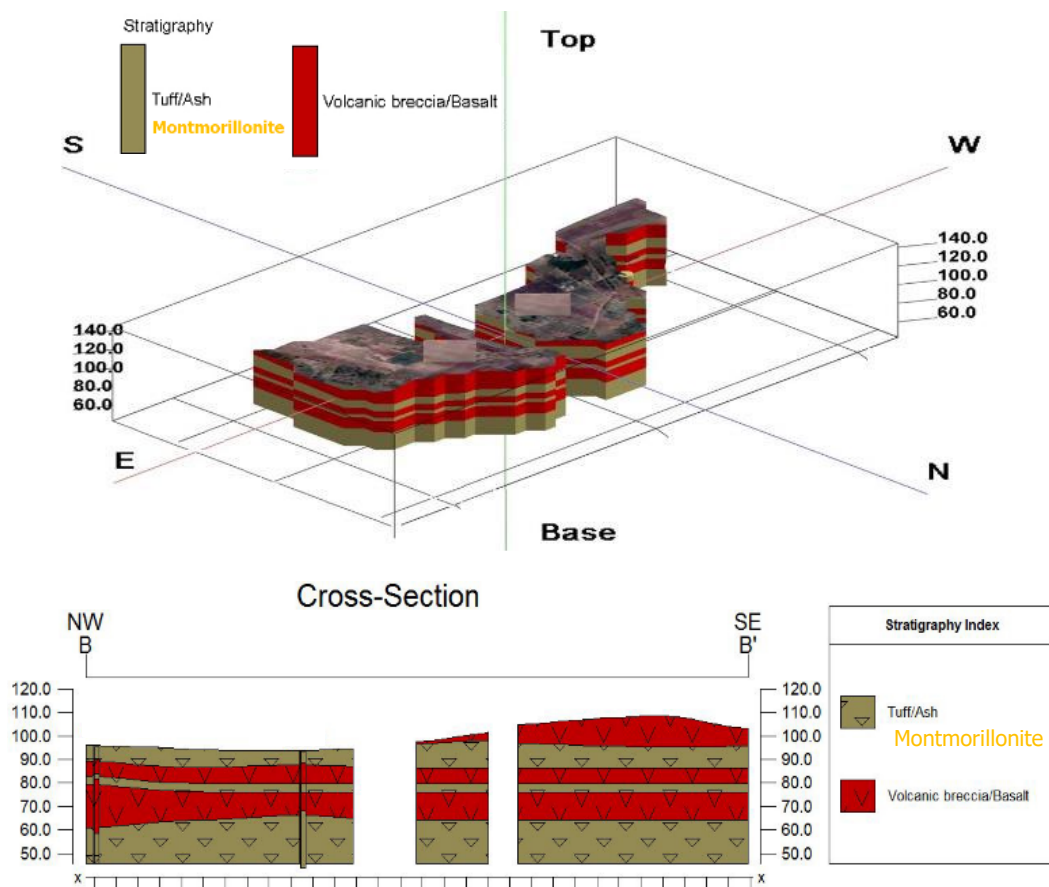 Stratigraphy
Top
Tuff/Ash
Montmorillonite
Volcanic breccia/Basalt
S
W
140.0
120.0
100.0
80.0
60.0
140.0
120.0
100.0
80.0
60.0
E
N
Base
Cross-Section
NW
B
SE
B'
120.0
110.0
100.0
90.0
80.0
70.0
60.0
50.0
120.0
110.0
100.0
90.0
80.0
70.0
60.0
50.0
x
x
Stratigraphy Index
Tuff/Ash
Montmorillonite
Volcanic breccia/Basalt